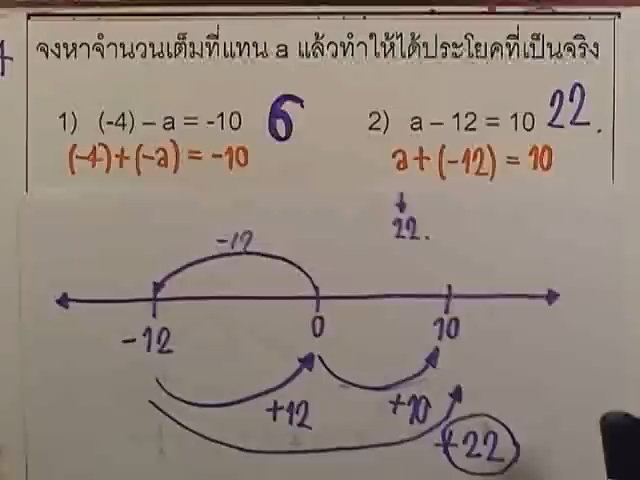 จงหาจำนวนเต็มที่แทน a แล้วทำให้ได้ประโยคที่เป็นจริง
1) (-4) – a = -10 6 2) a – 12 = 10 22.
(-4)+(-a) = -10 a+(-12) = 10
22.
-12
-12 0 10
+12 +10
+22